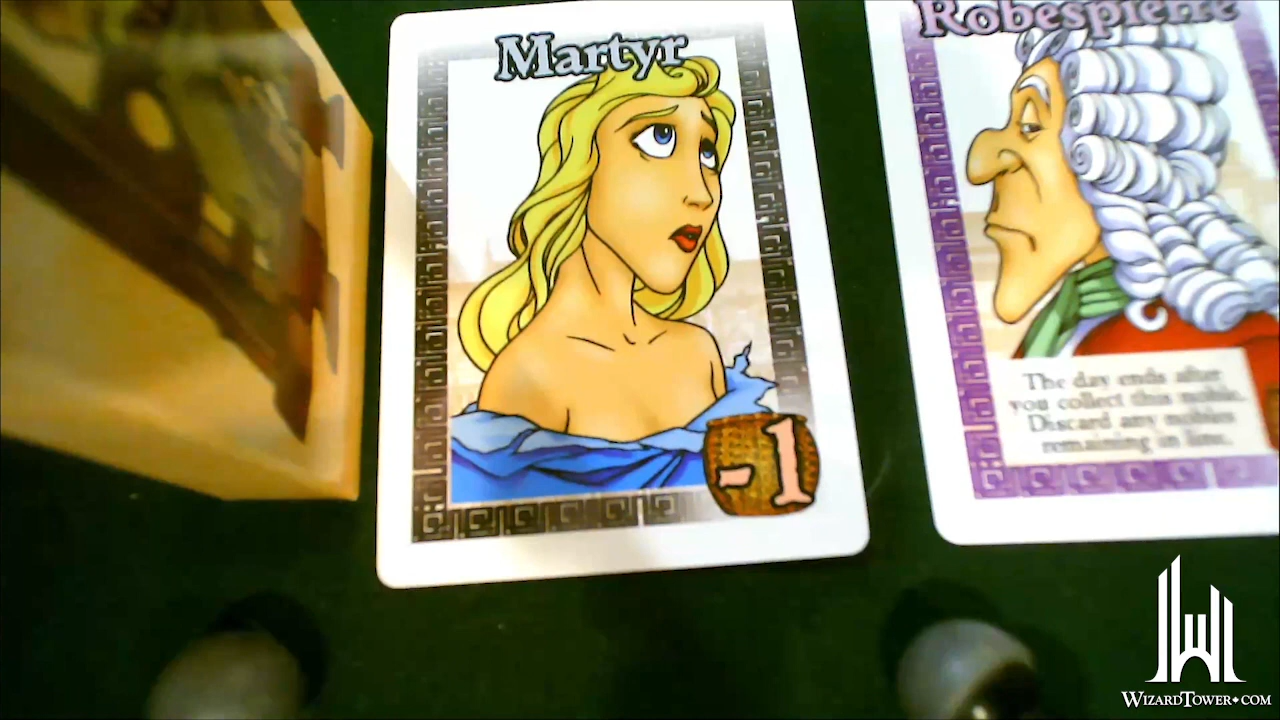 Martyr
-1
Robespierre
The day ends after
you collect this noble.
Discard any nobles
remaining in line.
WIZARDTOWER.COM